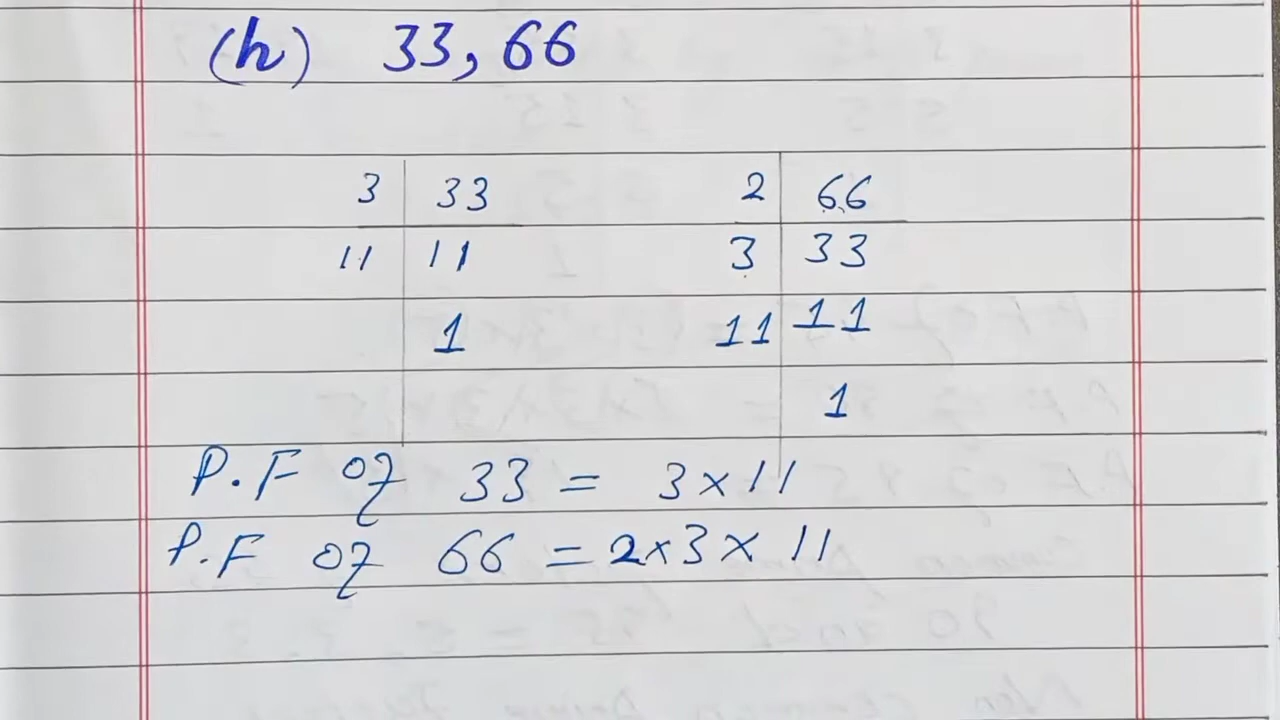 (h) 33, 66
3 33 2 66
11 11 3 33
1 11 11
1
P.F of 33 = 3 × 11
P.F of 66 = 2 × 3 × 11